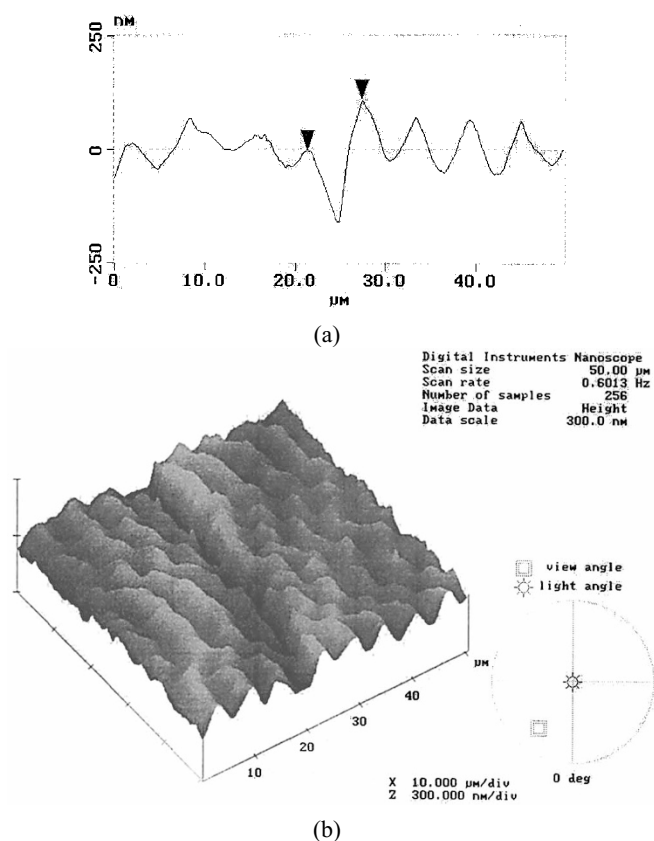 nM
250
0
-250
0 10.0 20.0 30.0 40.0
μM
(a)
Digital Instruments Nanoscope
Scan size 50.00 μm
Scan rate 0.6013 Hz
Number of samples 256
Image Data Height
Data scale 300.0 nm
view angle
light angle
μm
40
30
20
10
X 10.000 μm/div
Z 300.000 nm/div
0 deg
(b)